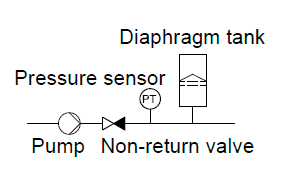 Diaphragm tank
Pressure sensor
PT
Pump
Non-return valve